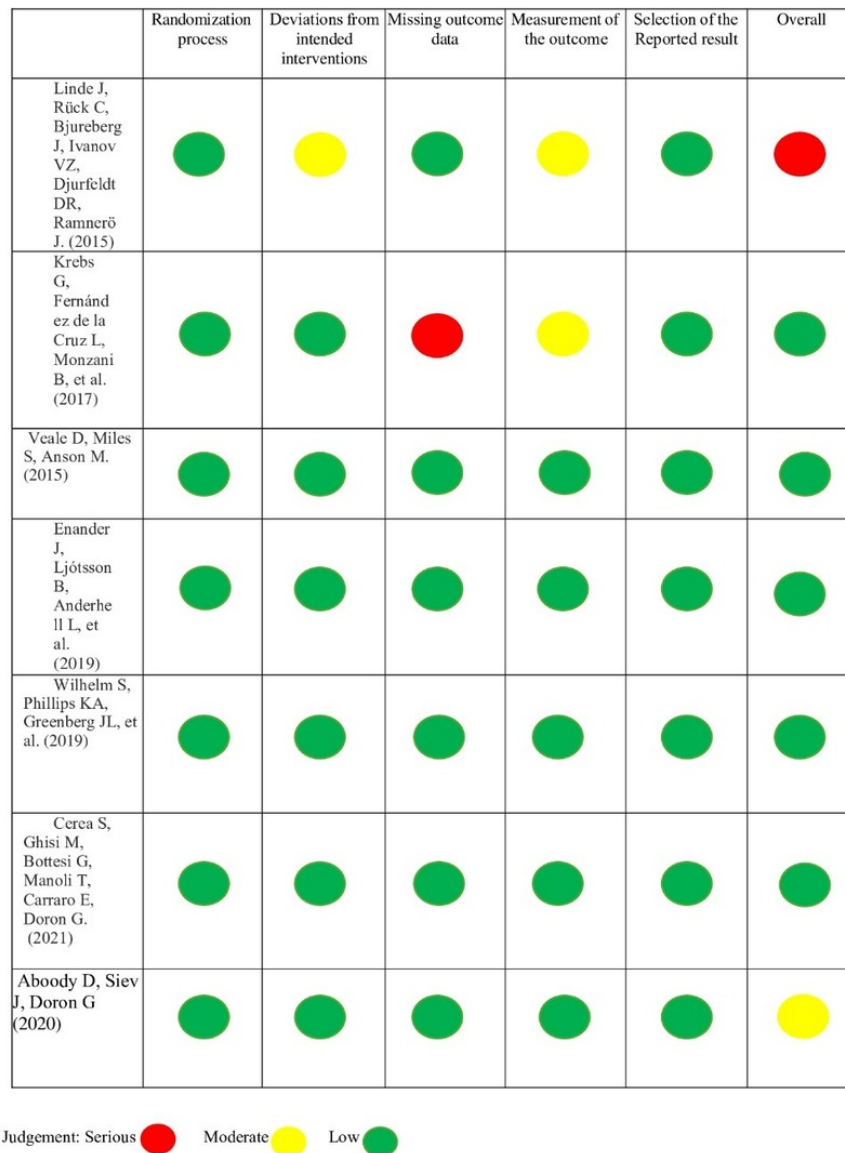 Randomization
process
Deviations from
intended
interventions
Missing outcome
data
Measurement of
the outcome
Selection of the
Reported result
Overall
Linde J,
Rück C,
Bjureberg
J, Ivanov
VZ,
Djurfeldt
DR,
Ramnerö
J. (2015)
Krebs
G,
Fernánd
ez de la
Cruz L,
Monzani
B, et al.
(2017)
Veale D, Miles
S, Anson M.
(2015)
Enander
J,
Ljótsson
B,
Anderhe
ll L, et
al.
(2019)
Wilhelm S,
Phillips KA,
Greenberg JL, et
al. (2019)
Cerea S,
Ghisi M,
Bottesi G,
Manoli T,
Carraro E,
Doron G.
(2021)
Aboody D, Siev
J, Doron G
(2020)
Judgement: Serious Moderate Low